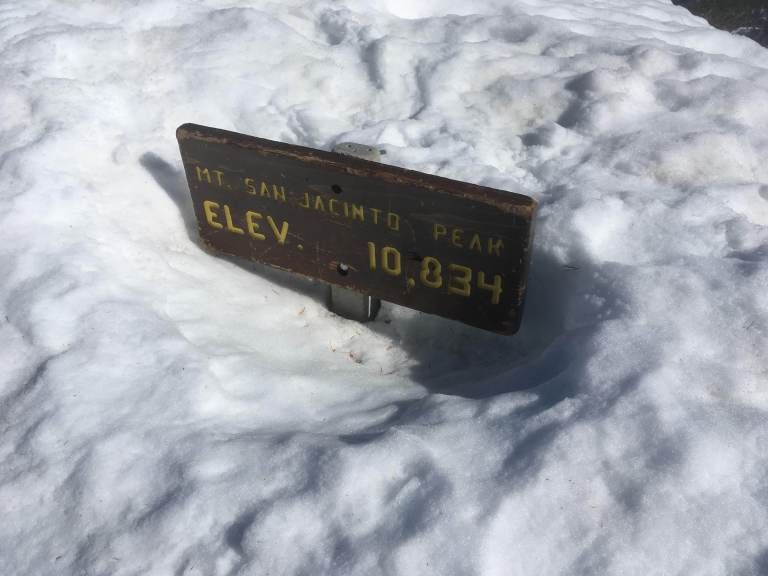 MT. SAN JACINTO PEAK
ELEV. 10,834